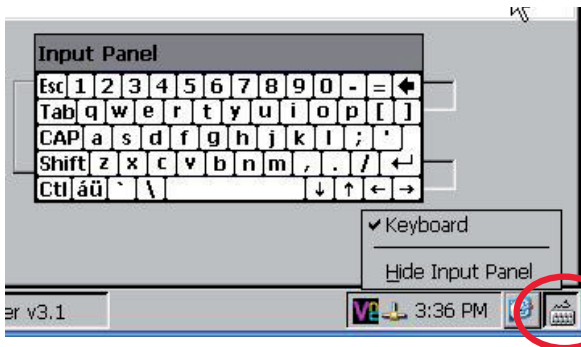 Input Panel
Esc 1 2 3 4 5 6 7 8 9 0 - =
Tab q w e r t y u i o p [ ]
CAP a s d f g h j k l ; '
Shift z x c v b n m , . / ↵
Ctl áü ` \ ↓ ↑ ← →
Keyboard
Hide Input Panel
er v3.1
3:36 PM